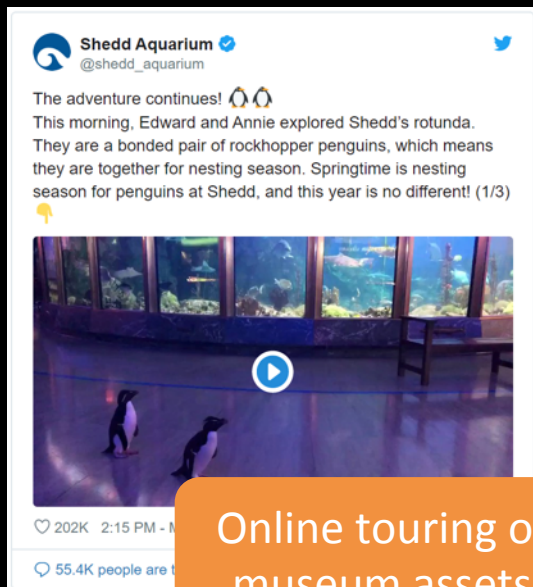 Shedd Aquarium
@shedd_aquarium
The adventure continues! 🐧🐧
This morning, Edward and Annie explored Shedd's rotunda.
They are a bonded pair of rockhopper penguins, which means
they are together for nesting season. Springtime is nesting
season for penguins at Shedd, and this year is no different! (1/3)
👇
202K 2:15 PM -
55.4K people are
Online touring
museum assets